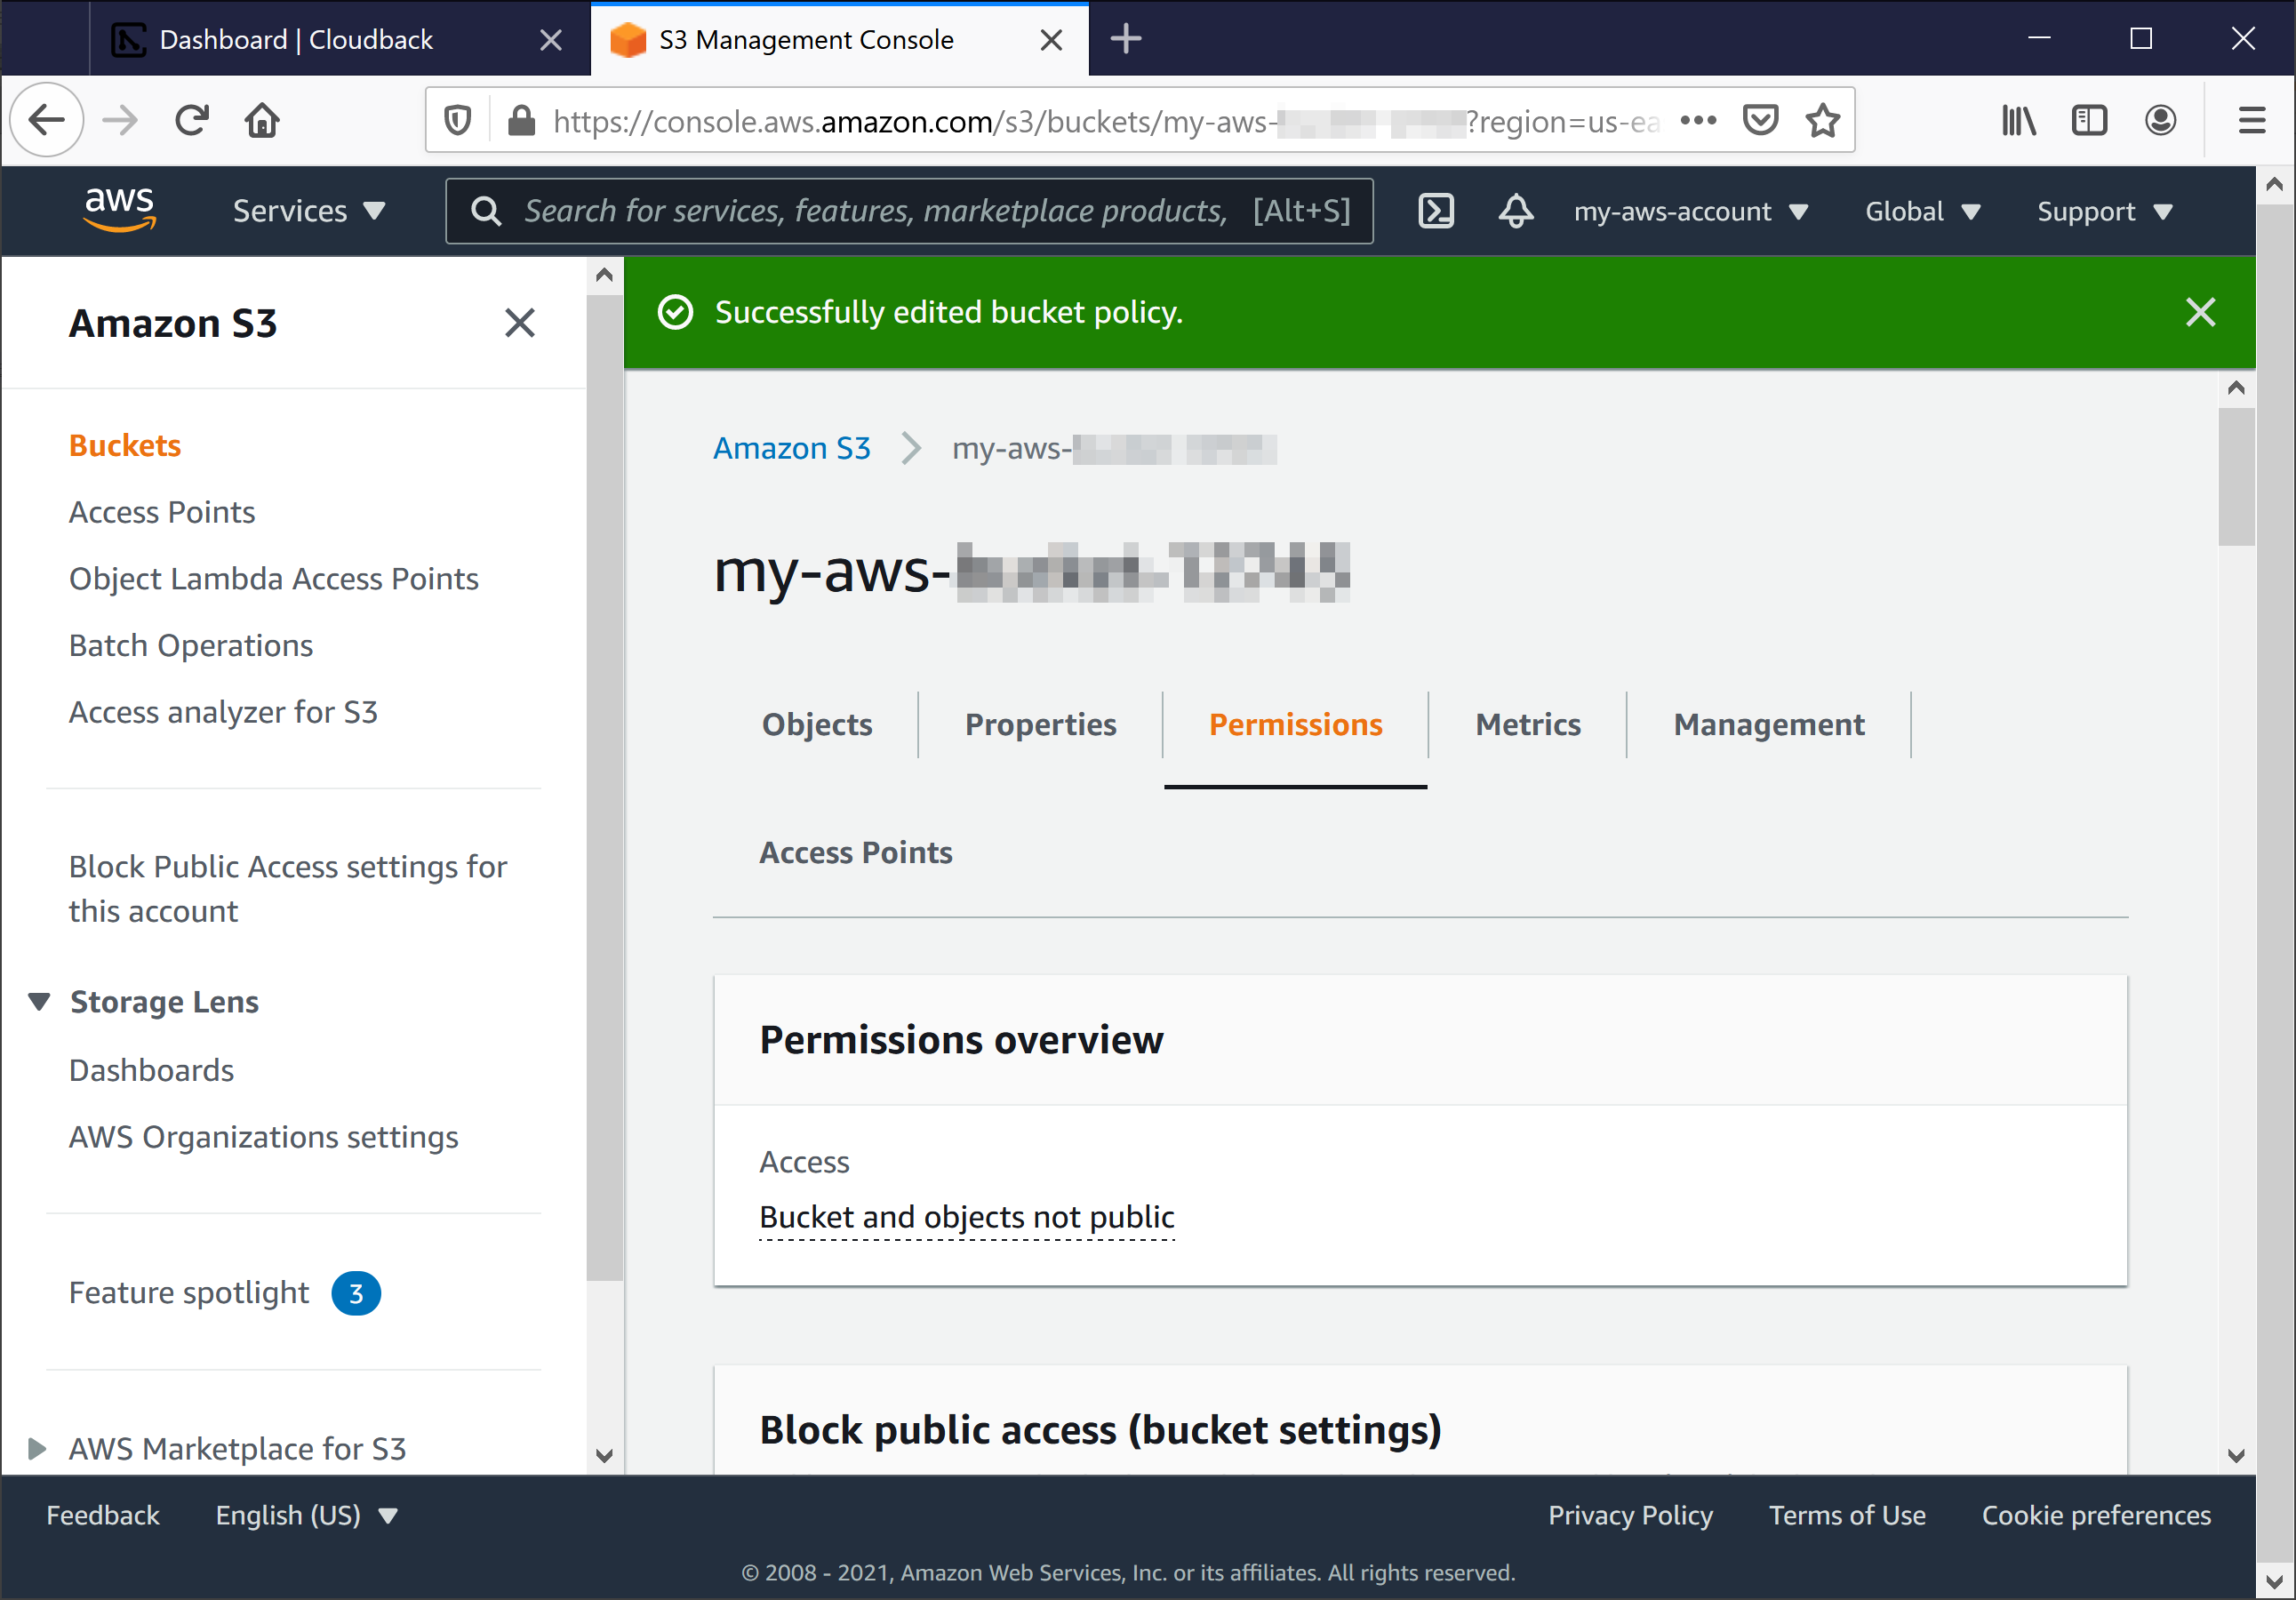 Dashboard | Cloudback
S3 Management Console
https://console.aws.amazon.com/s3/buckets/my-aws- ?region=us-ea
aws
Services
Search for services, features, marketplace products, [Alt+S]
my-aws-account
Global
Support
Amazon S3
Successfully edited bucket policy.
Buckets
Access Points
Object Lambda Access Points
Batch Operations
Access analyzer for S3
Block Public Access settings for
this account
Storage Lens
Dashboards
AWS Organizations settings
Feature spotlight 3
AWS Marketplace for S3
Amazon S3 my-aws-
my-aws-
Objects
Properties
Permissions
Metrics
Management
Access Points
Permissions overview
Access
Bucket and objects not public
Block public access (bucket settings)
Feedback
English (US)
Privacy Policy
Terms of Use
Cookie preferences
© 2008 - 2021, Amazon Web Services, Inc. or its affiliates. All rights reserved.